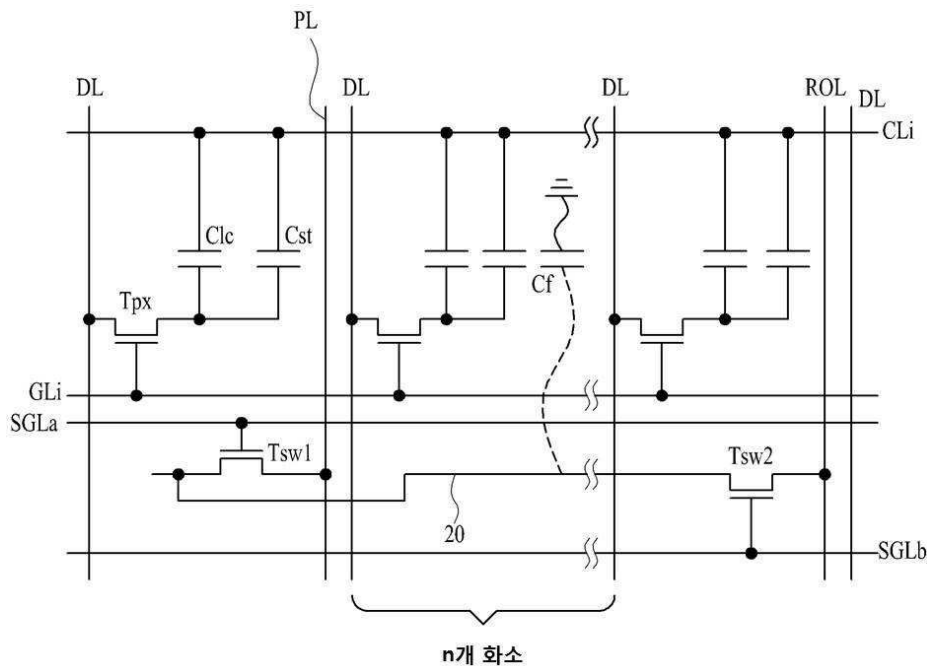 PL
DL DL DL ROL DL
CLi
Clc Cst
Cf
Tpx
GLi
SGLa
Tsw1 Tsw2
20
SGLb
n개 화소